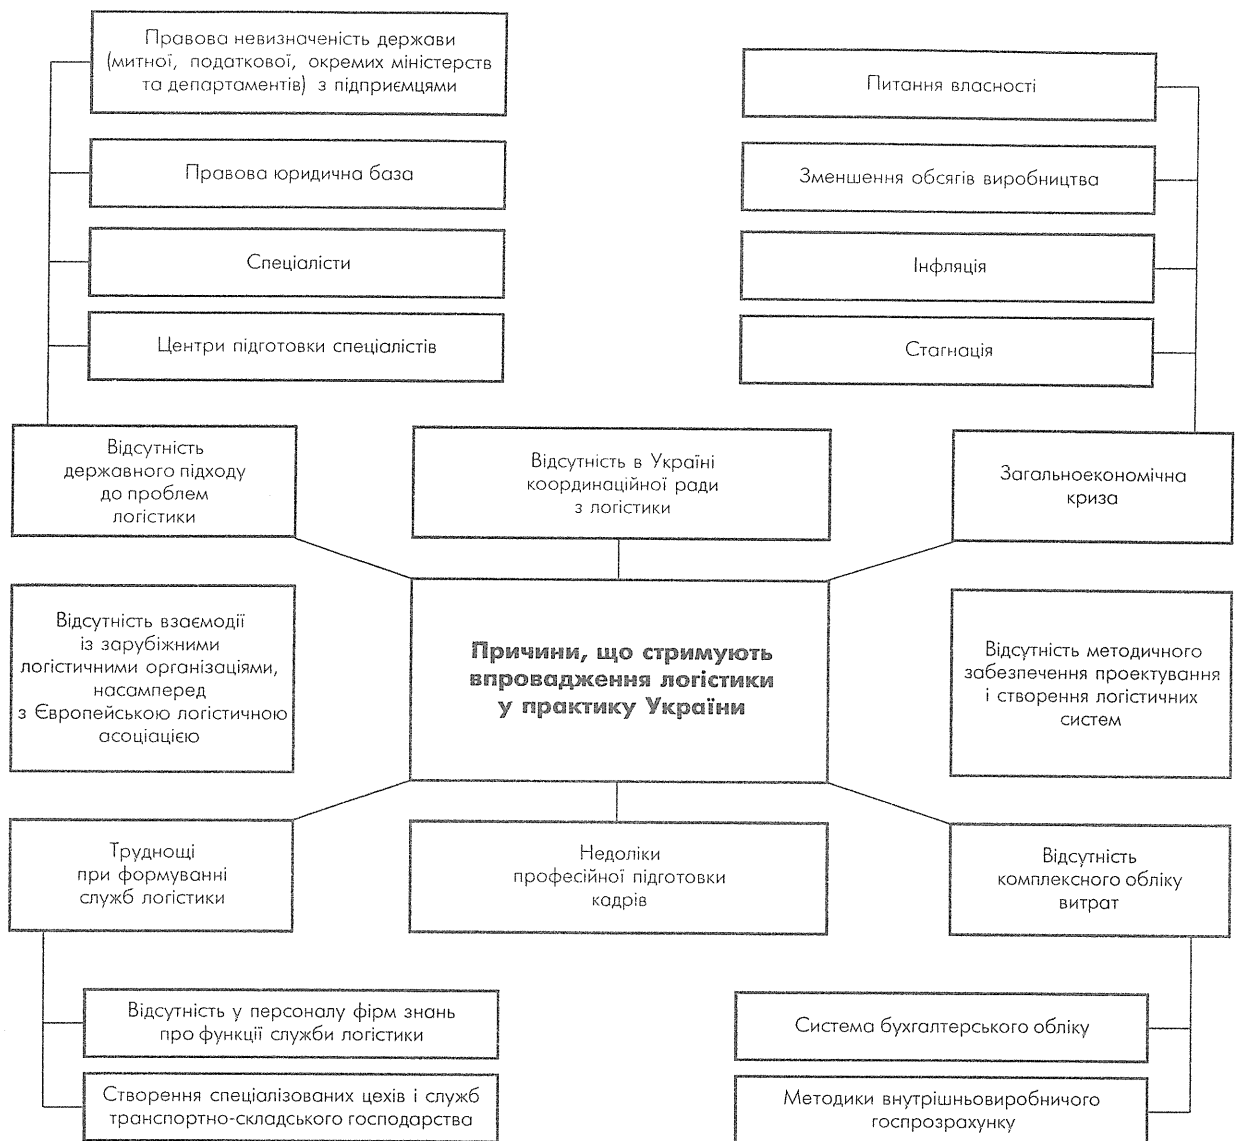 Правова невизначеність держави
(митної, податкової, окремих міністерств
та департаментів) з підприємцями
Правова юридична база
Спеціалісти
Центри підготовки спеціалістів
Питання власності
Зменшення обсягів виробництва
Інфляція
Стагнація
Відсутність
державного підходу
до проблем
логістики
Відсутність в Україні
координаційної ради
з логістики
Загальноекономічна
криза
Відсутність взаємодії
із зарубіжними
логістичними організаціями,
насамперед
з Європейською логістичною
асоціацією
Причини, що стримують
впровадження логістики
у практику України
Відсутність методичного
забезпечення проектування
і створення логістичних
систем
Труднощі
при формуванні
служб логістики
Недоліки
професійної підготовки
кадрів
Відсутність
комплексного обліку
витрат
Відсутність у персоналу фірм знань
про функції служби логістики
Створення спеціалізованих цехів і служб
транспортно-складського господарства
Система бухгалтерського обліку
Методики внутрішньовиробничого
госпрозрахунку